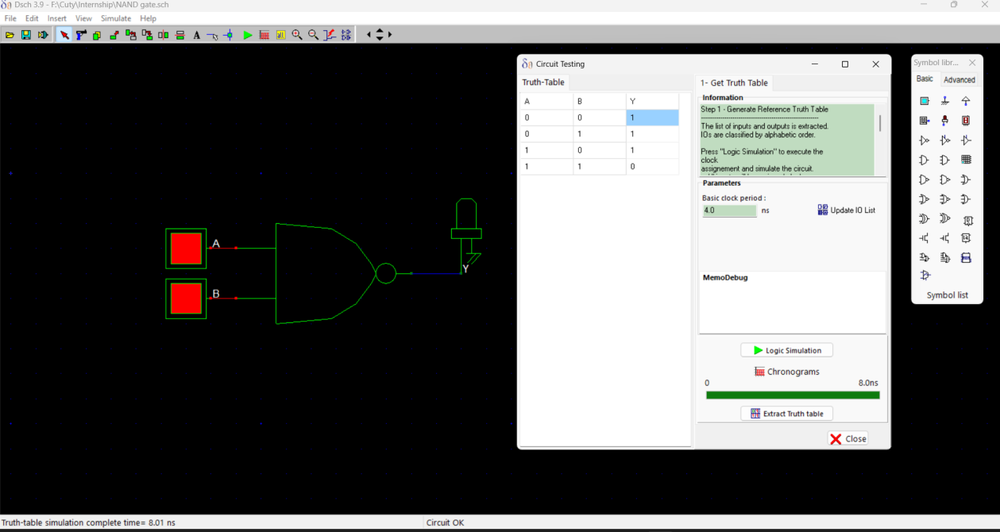 Dsch 3.9 - F:\Cuty\Internship\NAND gate.sch
File Edit Insert View Simulate Help
A
Circuit Testing
Truth-Table
A B Y
0 0 1
0 1 1
1 0 1
1 1 0
1- Get Truth Table
Information
Step 1 - Generate Reference Truth Table
The list of inputs and outputs is extracted.
IOs are classified by alphabetic order.
Press "Logic Simulation" to execute the
clock
assignement and simulate the circuit.
Parameters
Basic clock period :
4.0 ns
Update IO List
MemoDebug
Logic Simulation
Chronograms
0 8.0ns
Extract Truth table
Close
Symbol libr...
Basic Advanced
Symbol list
A
B
Y
Truth-table simulation complete time= 8.01 ns
Circuit OK